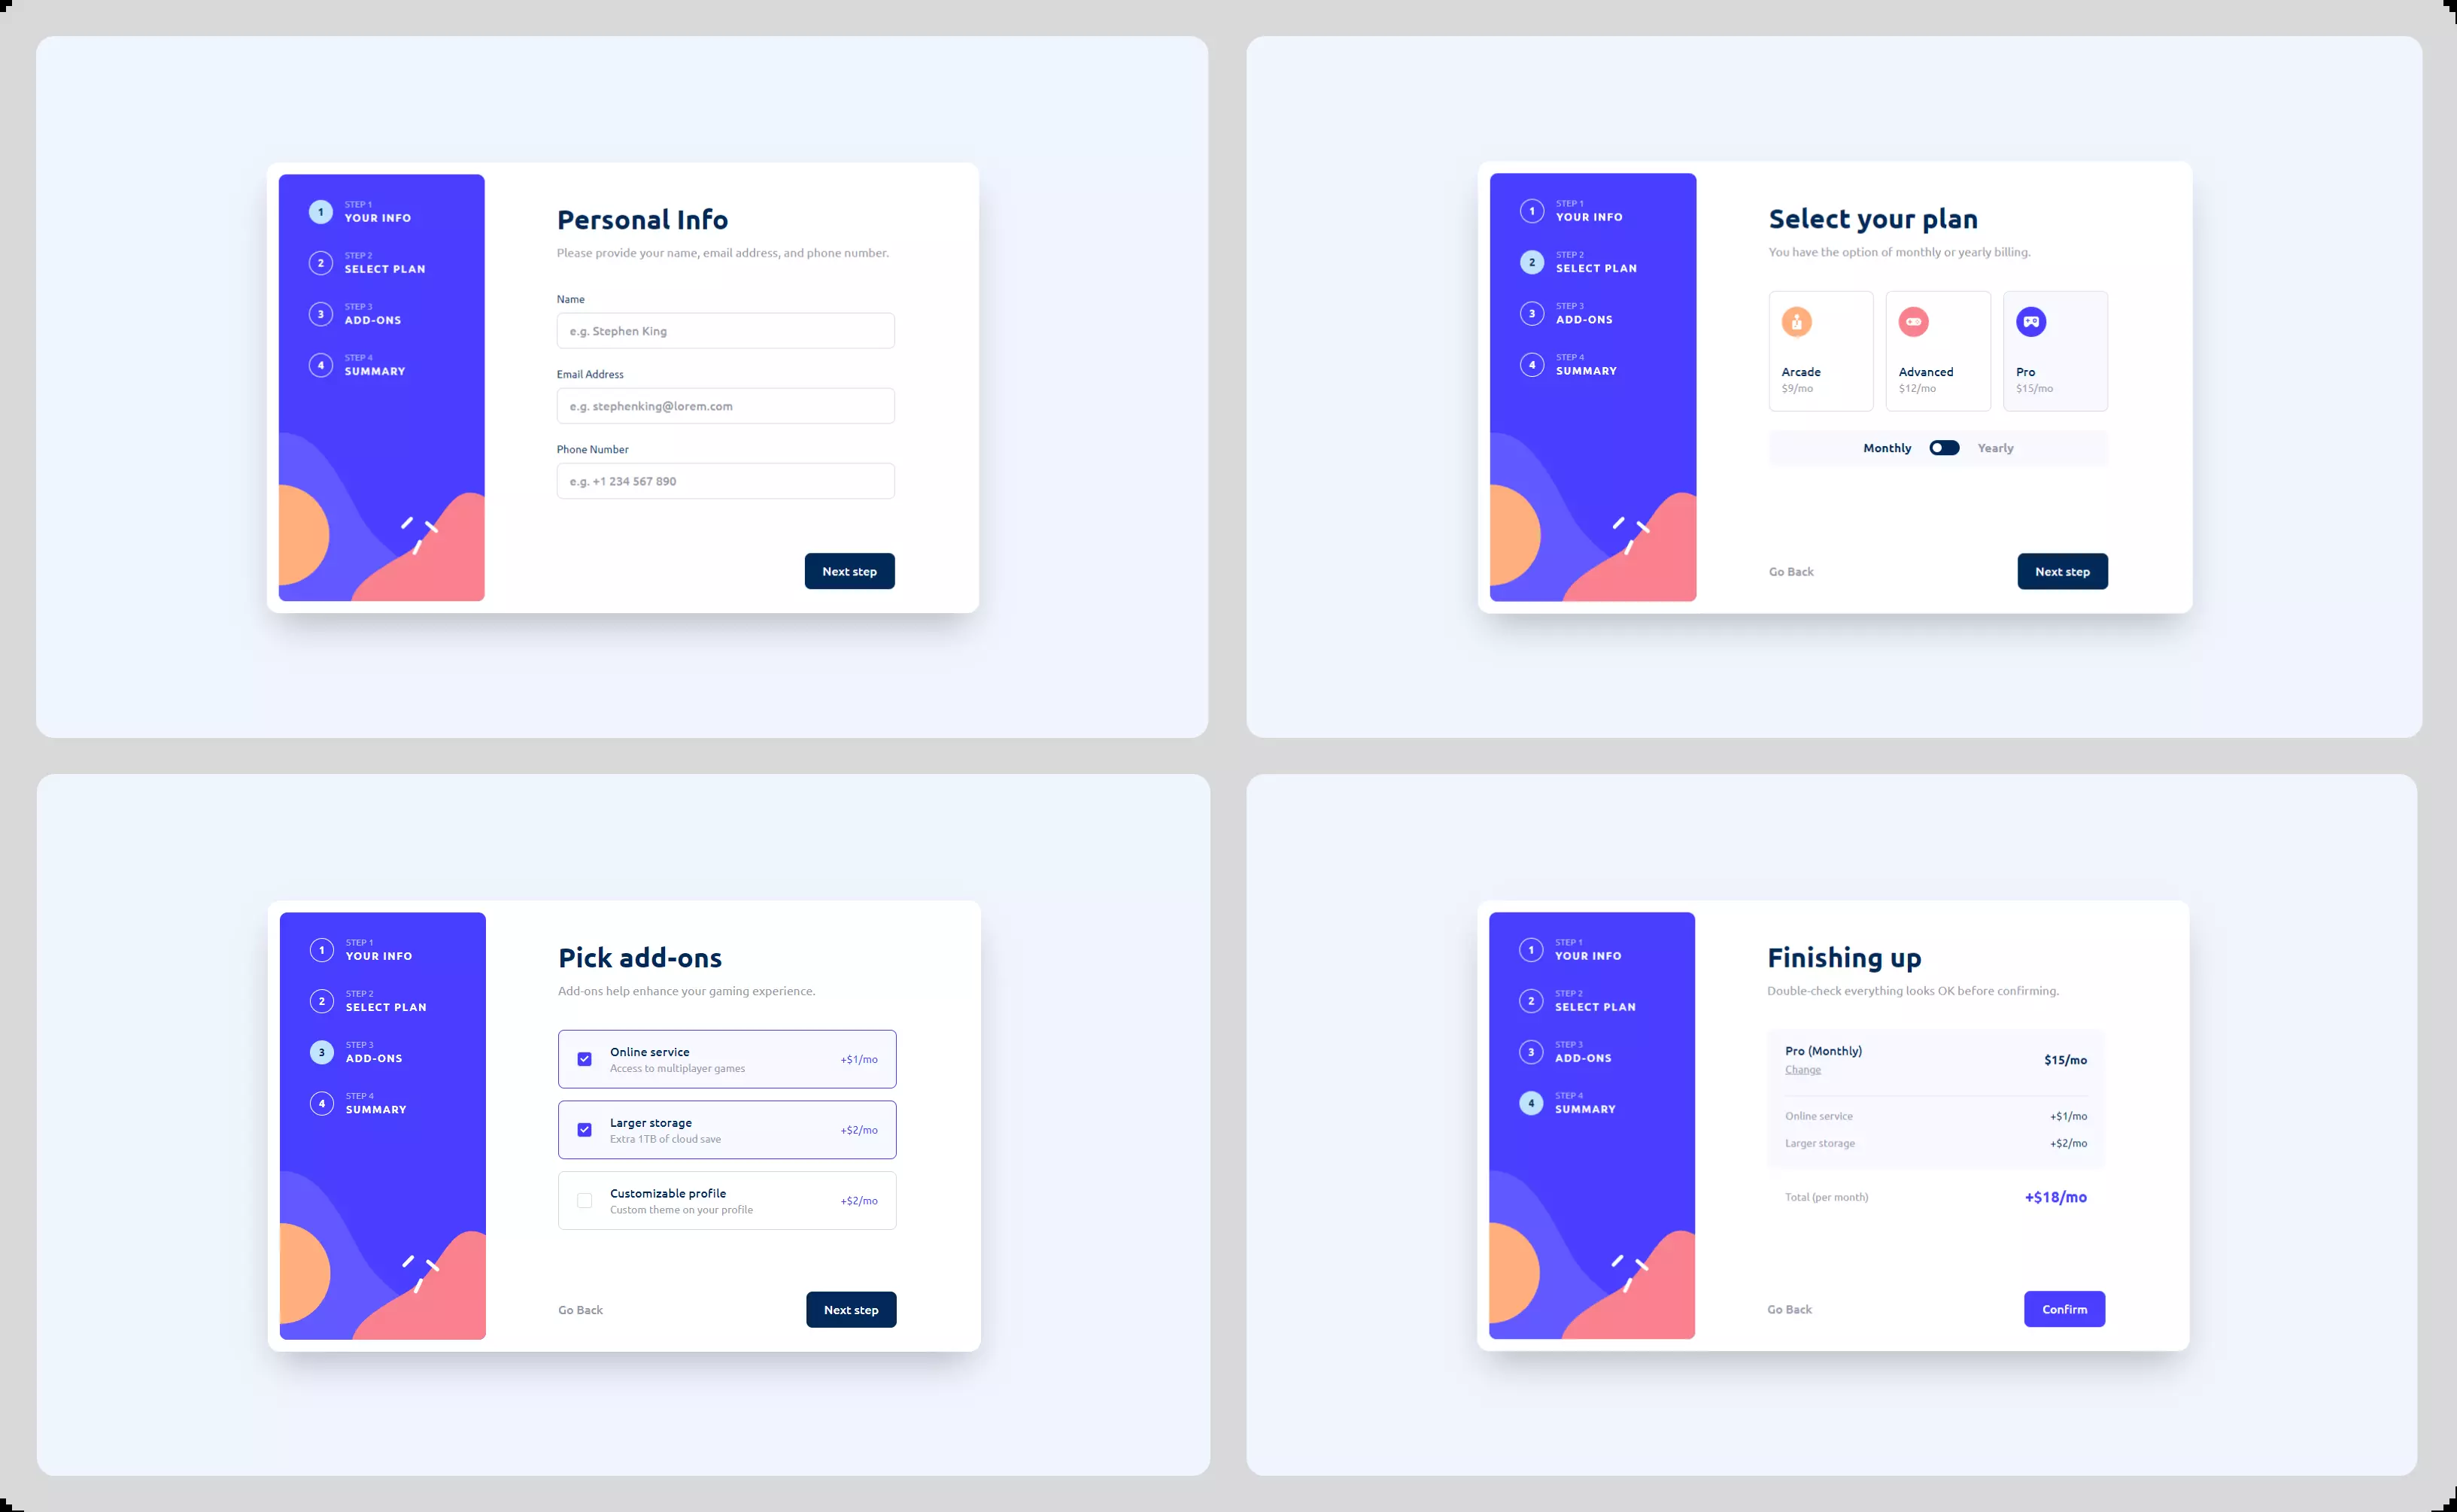 1
STEP 1
YOUR INFO
2
STEP 2
SELECT PLAN
3
STEP 3
ADD-ONS
4
STEP 4
SUMMARY
Personal Info
Please provide your name, email address, and phone number.
Name
e.g. Stephen King
Email Address
e.g. stephenking@lorem.com
Phone Number
e.g. +1 234 567 890
Next step
1
STEP 1
YOUR INFO
2
STEP 2
SELECT PLAN
3
STEP 3
ADD-ONS
4
STEP 4
SUMMARY
Select your plan
You have the option of monthly or yearly billing.
Arcade
$9/mo
Advanced
$12/mo
Pro
$15/mo
Monthly Yearly
Go Back Next step
1
STEP 1
YOUR INFO
2
STEP 2
SELECT PLAN
3
STEP 3
ADD-ONS
4
STEP 4
SUMMARY
Pick add-ons
Add-ons help enhance your gaming experience.
Online service
Access to multiplayer games
+$1/mo
Larger storage
Extra 1TB of cloud save
+$2/mo
Customizable profile
Custom theme on your profile
+$2/mo
Go Back Next step
1
STEP 1
YOUR INFO
2
STEP 2
SELECT PLAN
3
STEP 3
ADD-ONS
4
STEP 4
SUMMARY
Finishing up
Double-check everything looks OK before confirming.
Pro (Monthly)
Change
$15/mo
Online service +$1/mo
Larger storage +$2/mo
Total (per month) +$18/mo
Go Back Confirm